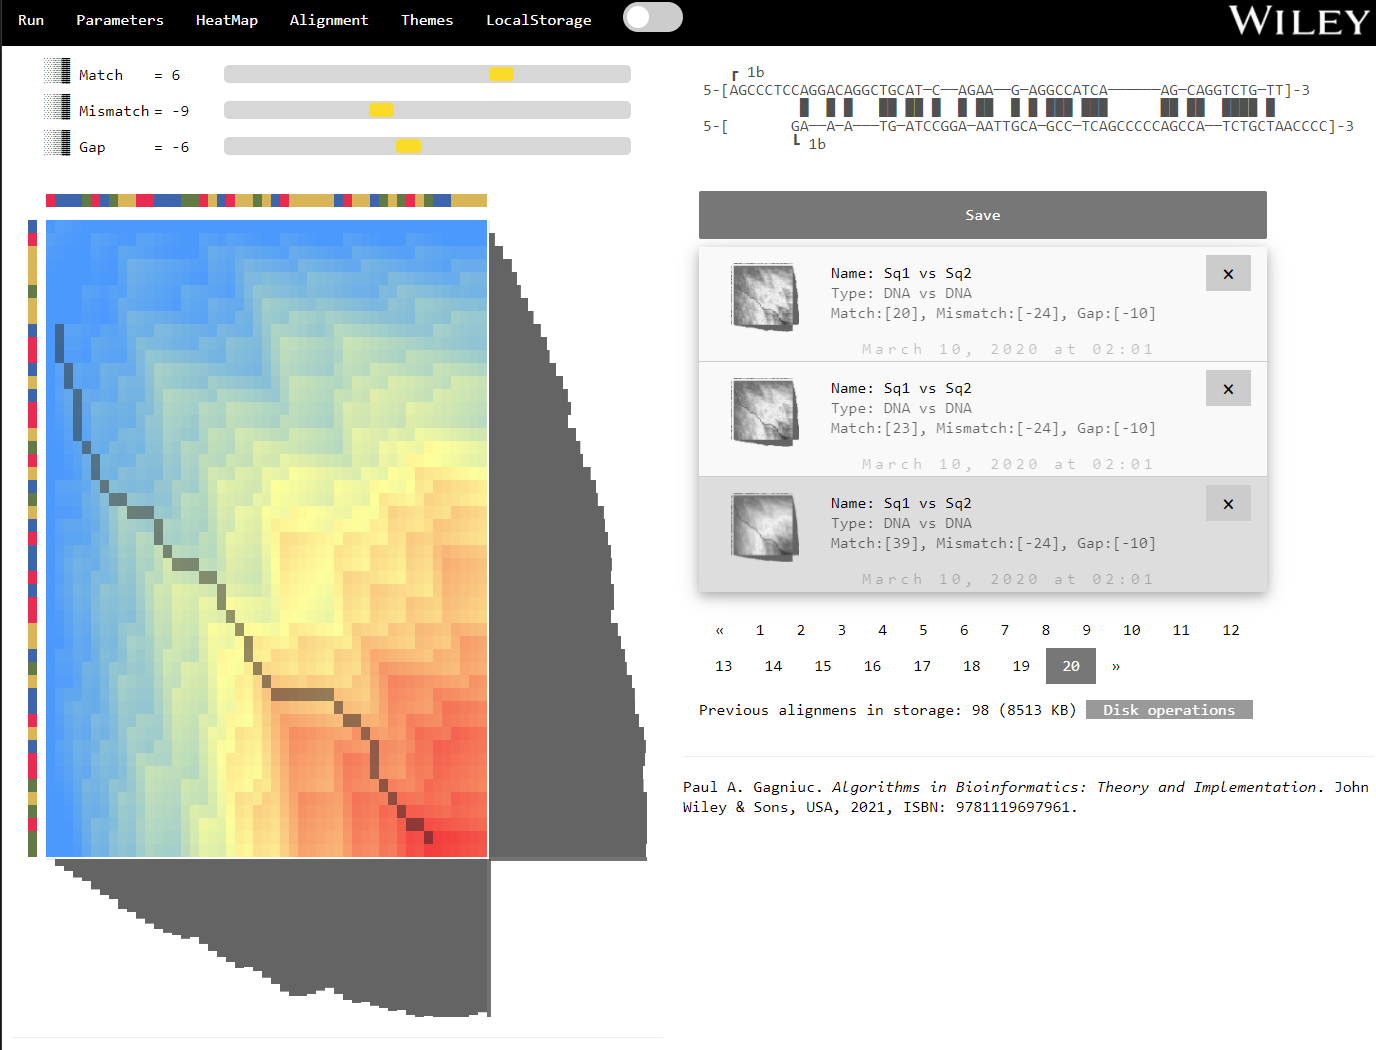 Run Parameters HeatMap Alignment Themes LocalStorage WILEY
Match = 6
Mismatch = -9
Gap = -6
┏ 1b
5-[AGCCCTCCAGGACAGGCTGCAT—C——AGAA——G—AGGCCATCA——————AG—CAGGTCTG—TT]-3
5-[ GA——A—A———TG—ATCCGGA—AATTGCA—GCC—TCAGCCCCCAGCCA——TCTGCTAACCCC]-3
┗ 1b
Save
Name: Sq1 vs Sq2
Type: DNA vs DNA
Match:[20], Mismatch:[-24], Gap:[-10]
March 10, 2020 at 02:01
×
Name: Sq1 vs Sq2
Type: DNA vs DNA
Match:[23], Mismatch:[-24], Gap:[-10]
March 10, 2020 at 02:01
×
Name: Sq1 vs Sq2
Type: DNA vs DNA
Match:[39], Mismatch:[-24], Gap:[-10]
March 10, 2020 at 02:01
×
« 1 2 3 4 5 6 7 8 9 10 11 12
13 14 15 16 17 18 19 20 »
Previous alignmens in storage: 98 (8513 KB) Disk operations
Paul A. Gagniuc. Algorithms in Bioinformatics: Theory and Implementation. John
Wiley & Sons, USA, 2021, ISBN: 9781119697961.